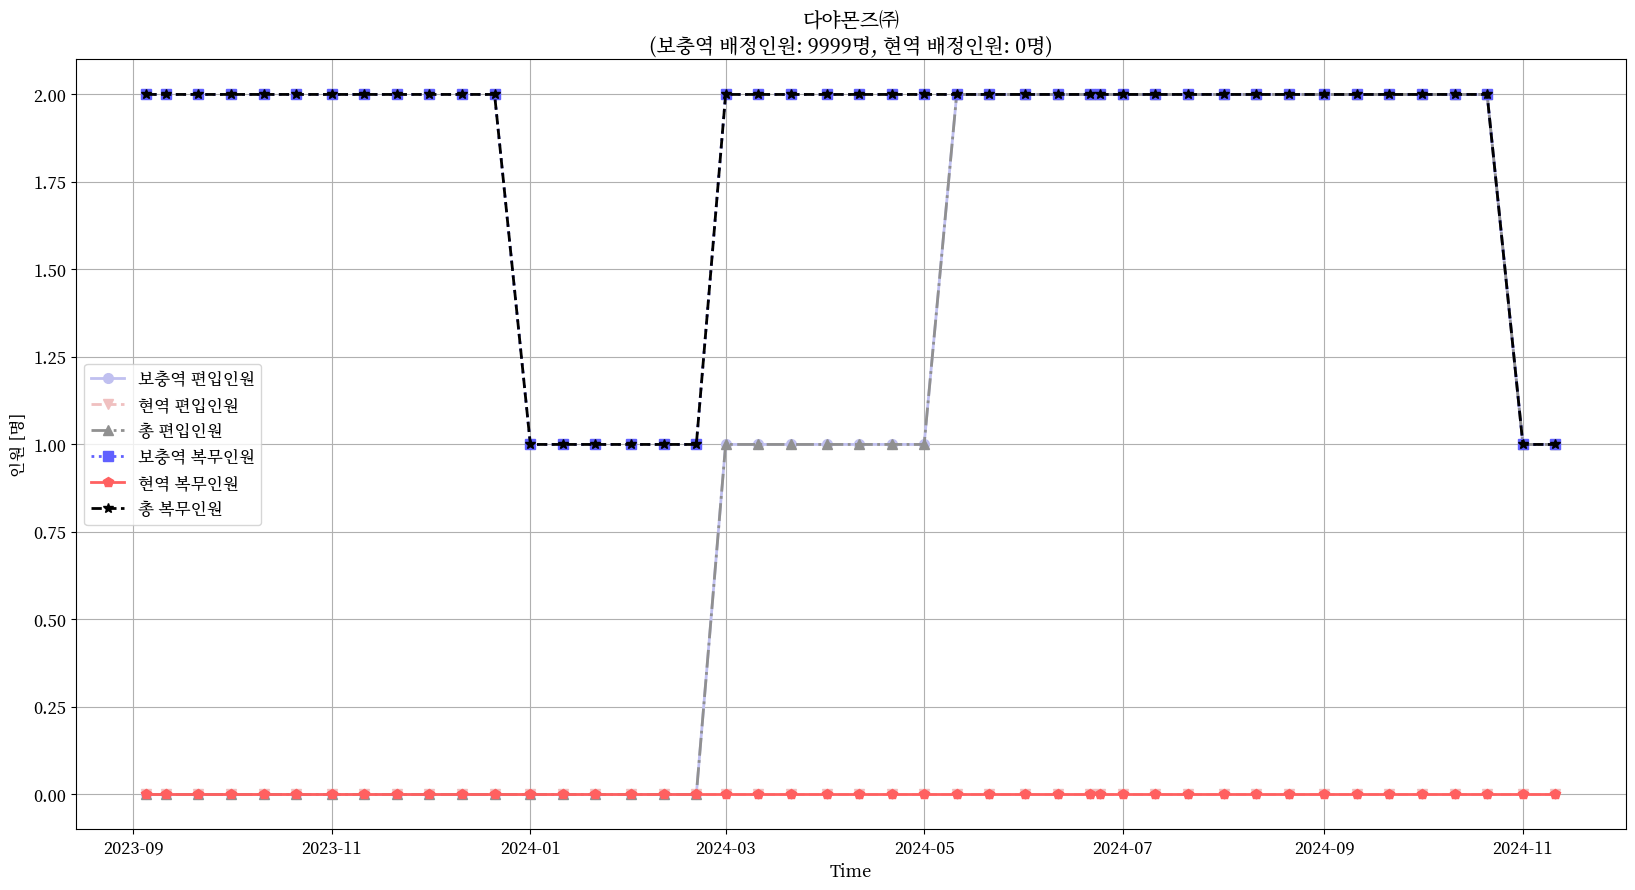 다야몬즈㈜
(보충역 배정인원: 9999명, 현역 배정인원: 0명)
2.00
1.75
1.50
1.25
1.00
0.75
0.50
0.25
0.00
인원 [명]
보충역 편입인원
현역 편입인원
총 편입인원
보충역 복무인원
현역 복무인원
총 복무인원
2023-09
2023-11
2024-01
2024-03
2024-05
2024-07
2024-09
2024-11
Time